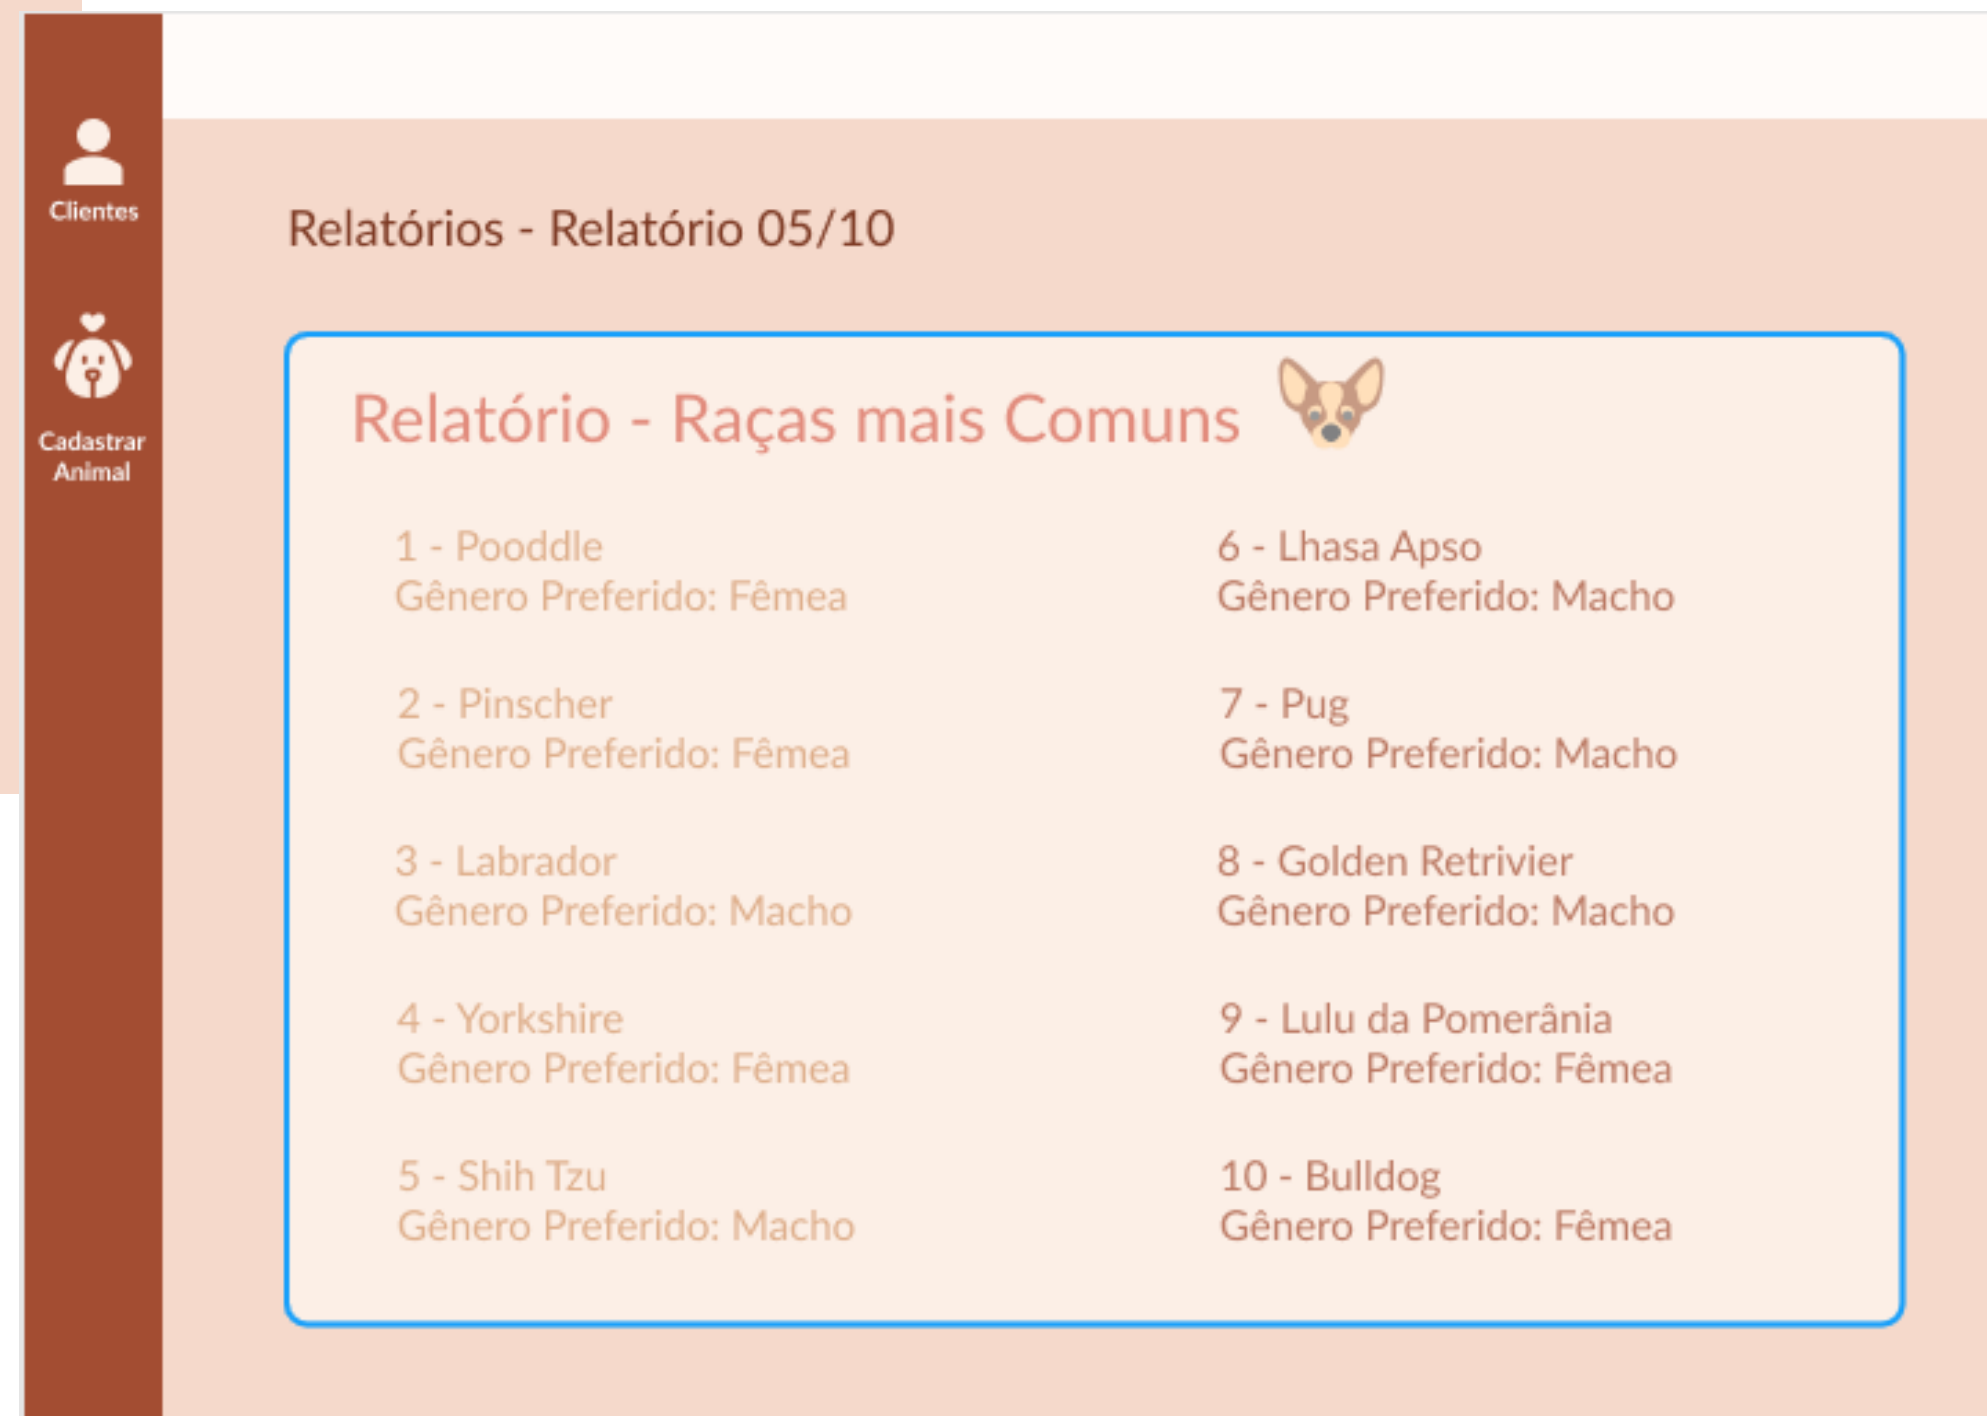 Clientes
Cadastrar
Animal
Relatórios - Relatório 05/10
Relatório - Raças mais Comuns
1 - Pooddle
Gênero Preferido: Fêmea
2 - Pinscher
Gênero Preferido: Fêmea
3 - Labrador
Gênero Preferido: Macho
4 - Yorkshire
Gênero Preferido: Fêmea
5 - Shih Tzu
Gênero Preferido: Macho
6 - Lhasa Apso
Gênero Preferido: Macho
7 - Pug
Gênero Preferido: Macho
8 - Golden Retrivier
Gênero Preferido: Macho
9 - Lulu da Pomerânia
Gênero Preferido: Fêmea
10 - Bulldog
Gênero Preferido: Fêmea